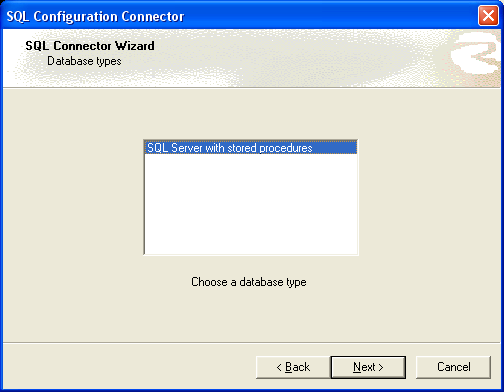 SQL Configuration Connector
SQL Connector Wizard
Database types
SQL Server with stored procedures
Choose a database type
< Back
Next >
Cancel